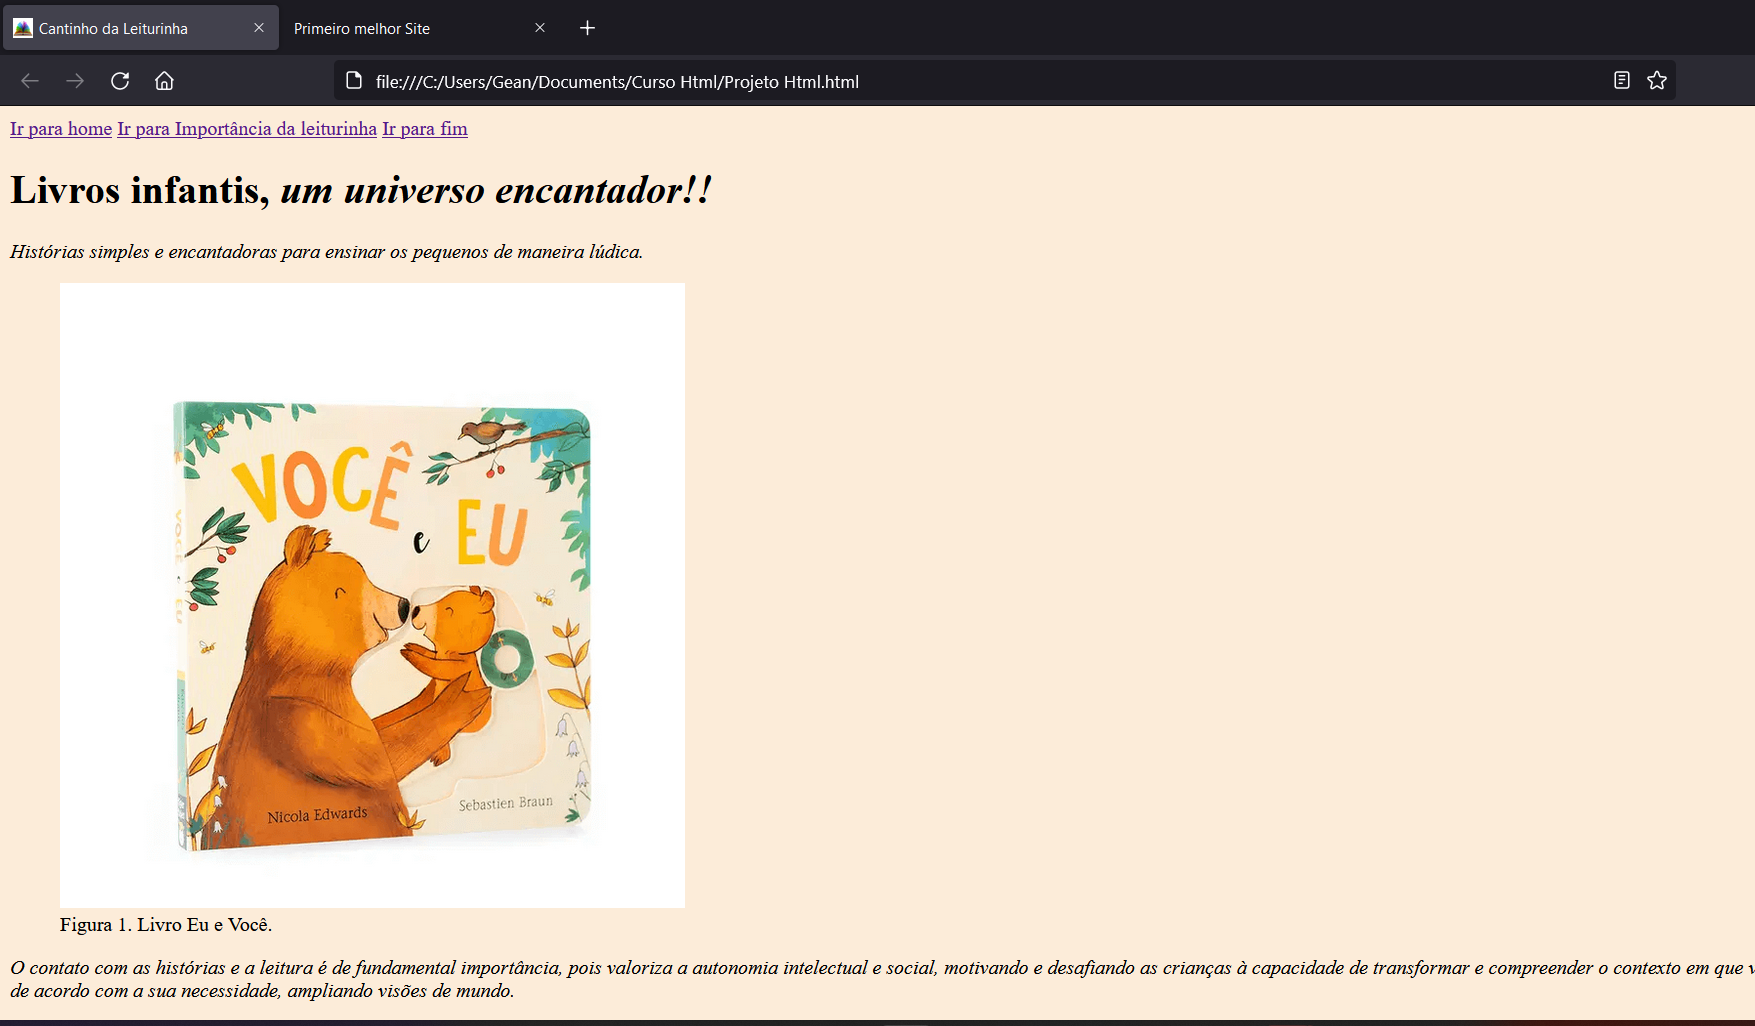 Cantinho da Leiturinha
Primeiro melhor Site
file:///C:/Users/Gean/Documents/Curso Html/Projeto Html.html
Ir para home Ir para Importância da leiturinha Ir para fim
Livros infantis, um universo encantador!!
Histórias simples e encantadoras para ensinar os pequenos de maneira lúdica.
VOCÊ
e EU
VOCÊ e EU
Nicola Edwards
Sebastien Braun
Figura 1. Livro Eu e Você.
O contato com as histórias e a leitura é de fundamental importância, pois valoriza a autonomia intelectual e social, motivando e desafiando as crianças à capacidade de transformar e compreender o contexto em que
de acordo com a sua necessidade, ampliando visões de mundo.